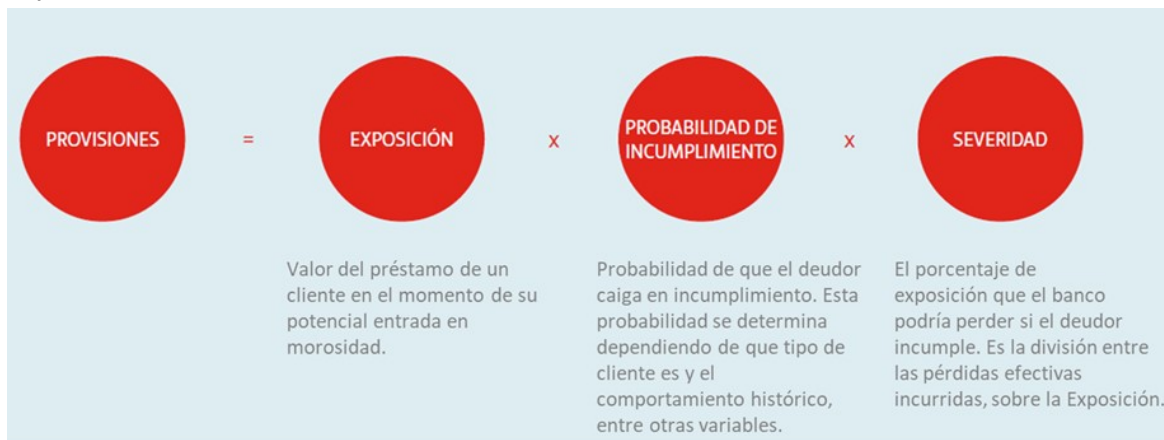 PROVISIONES
=
EXPOSICIÓN
x
PROBABILIDAD DE
INCUMPLIMIENTO
x
SEVERIDAD
Valor del préstamo de un
cliente en el momento de su
potencial entrada en
morosidad.
Probabilidad de que el deudor
caiga en incumplimiento. Esta
probabilidad se determina
dependiendo de que tipo de
cliente es y el
comportamiento histórico,
entre otras variables.
El porcentaje de
exposición que el banco
podría perder si el deudor
incumple. Es la división entre
las pérdidas efectivas
incurridas, sobre la Exposición.